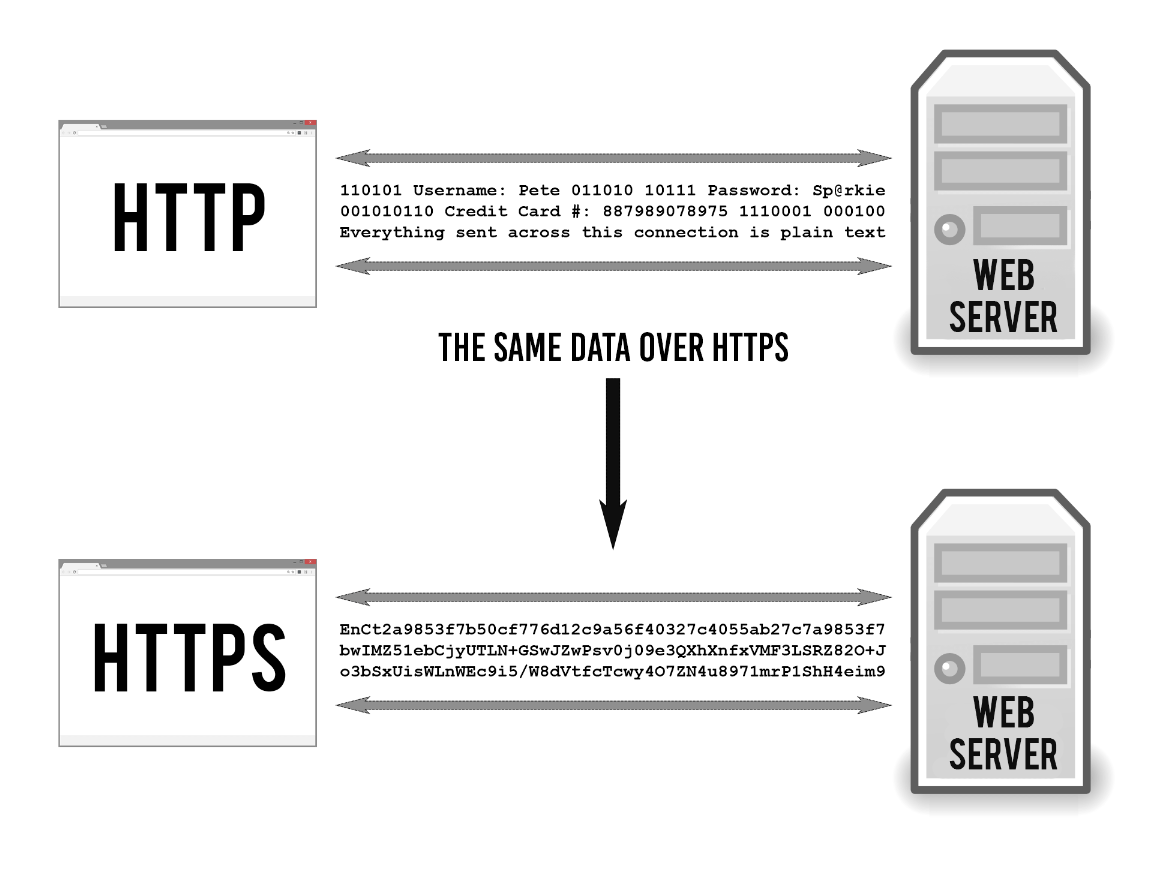 HTTP
110101 Username: Pete 011010 10111 Password: Sp@rkie
001010110 Credit Card #: 887989078975 1110001 000100
Everything sent across this connection is plain text
WEB
SERVER
THE SAME DATA OVER HTTPS
HTTPS
EnCt2a9853f7b50cf776d12c9a56f40327c4055ab27c7a9853f7
bwIMZ51ebCjyUTLN+GSwJZwPsv0j09e3QXhXnfxVMF3LSRZ82O+J
o3bSxUisWLnWEc9i5/W8dVtfcTcwy4O7ZN4u8971mrP1ShH4eim9
WEB
SERVER